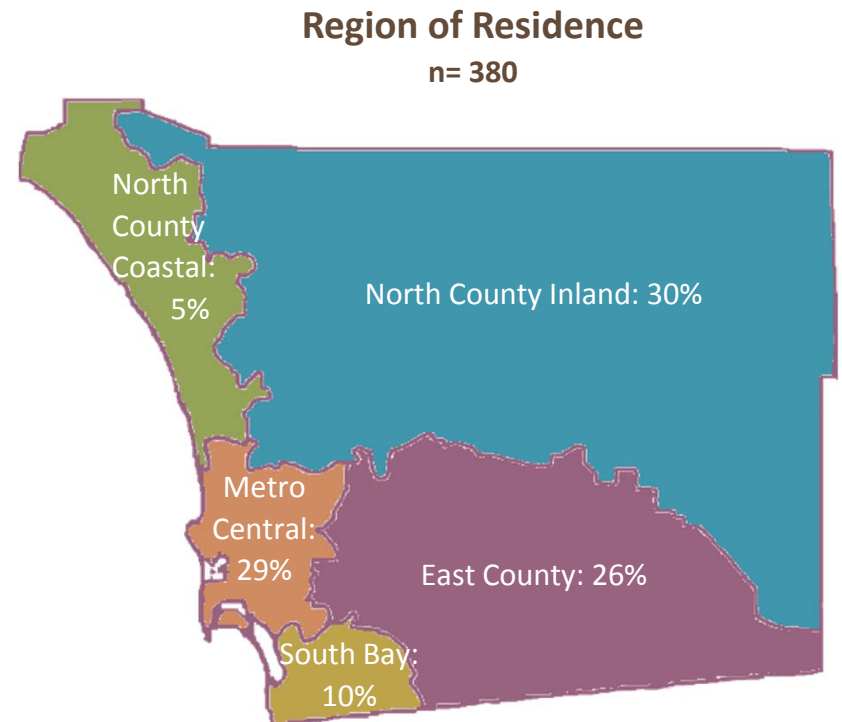 Region of Residence
n= 380
North
County
Coastal:
5%
North County Inland: 30%
Metro
Central:
29%
East County: 26%
South Bay:
10%